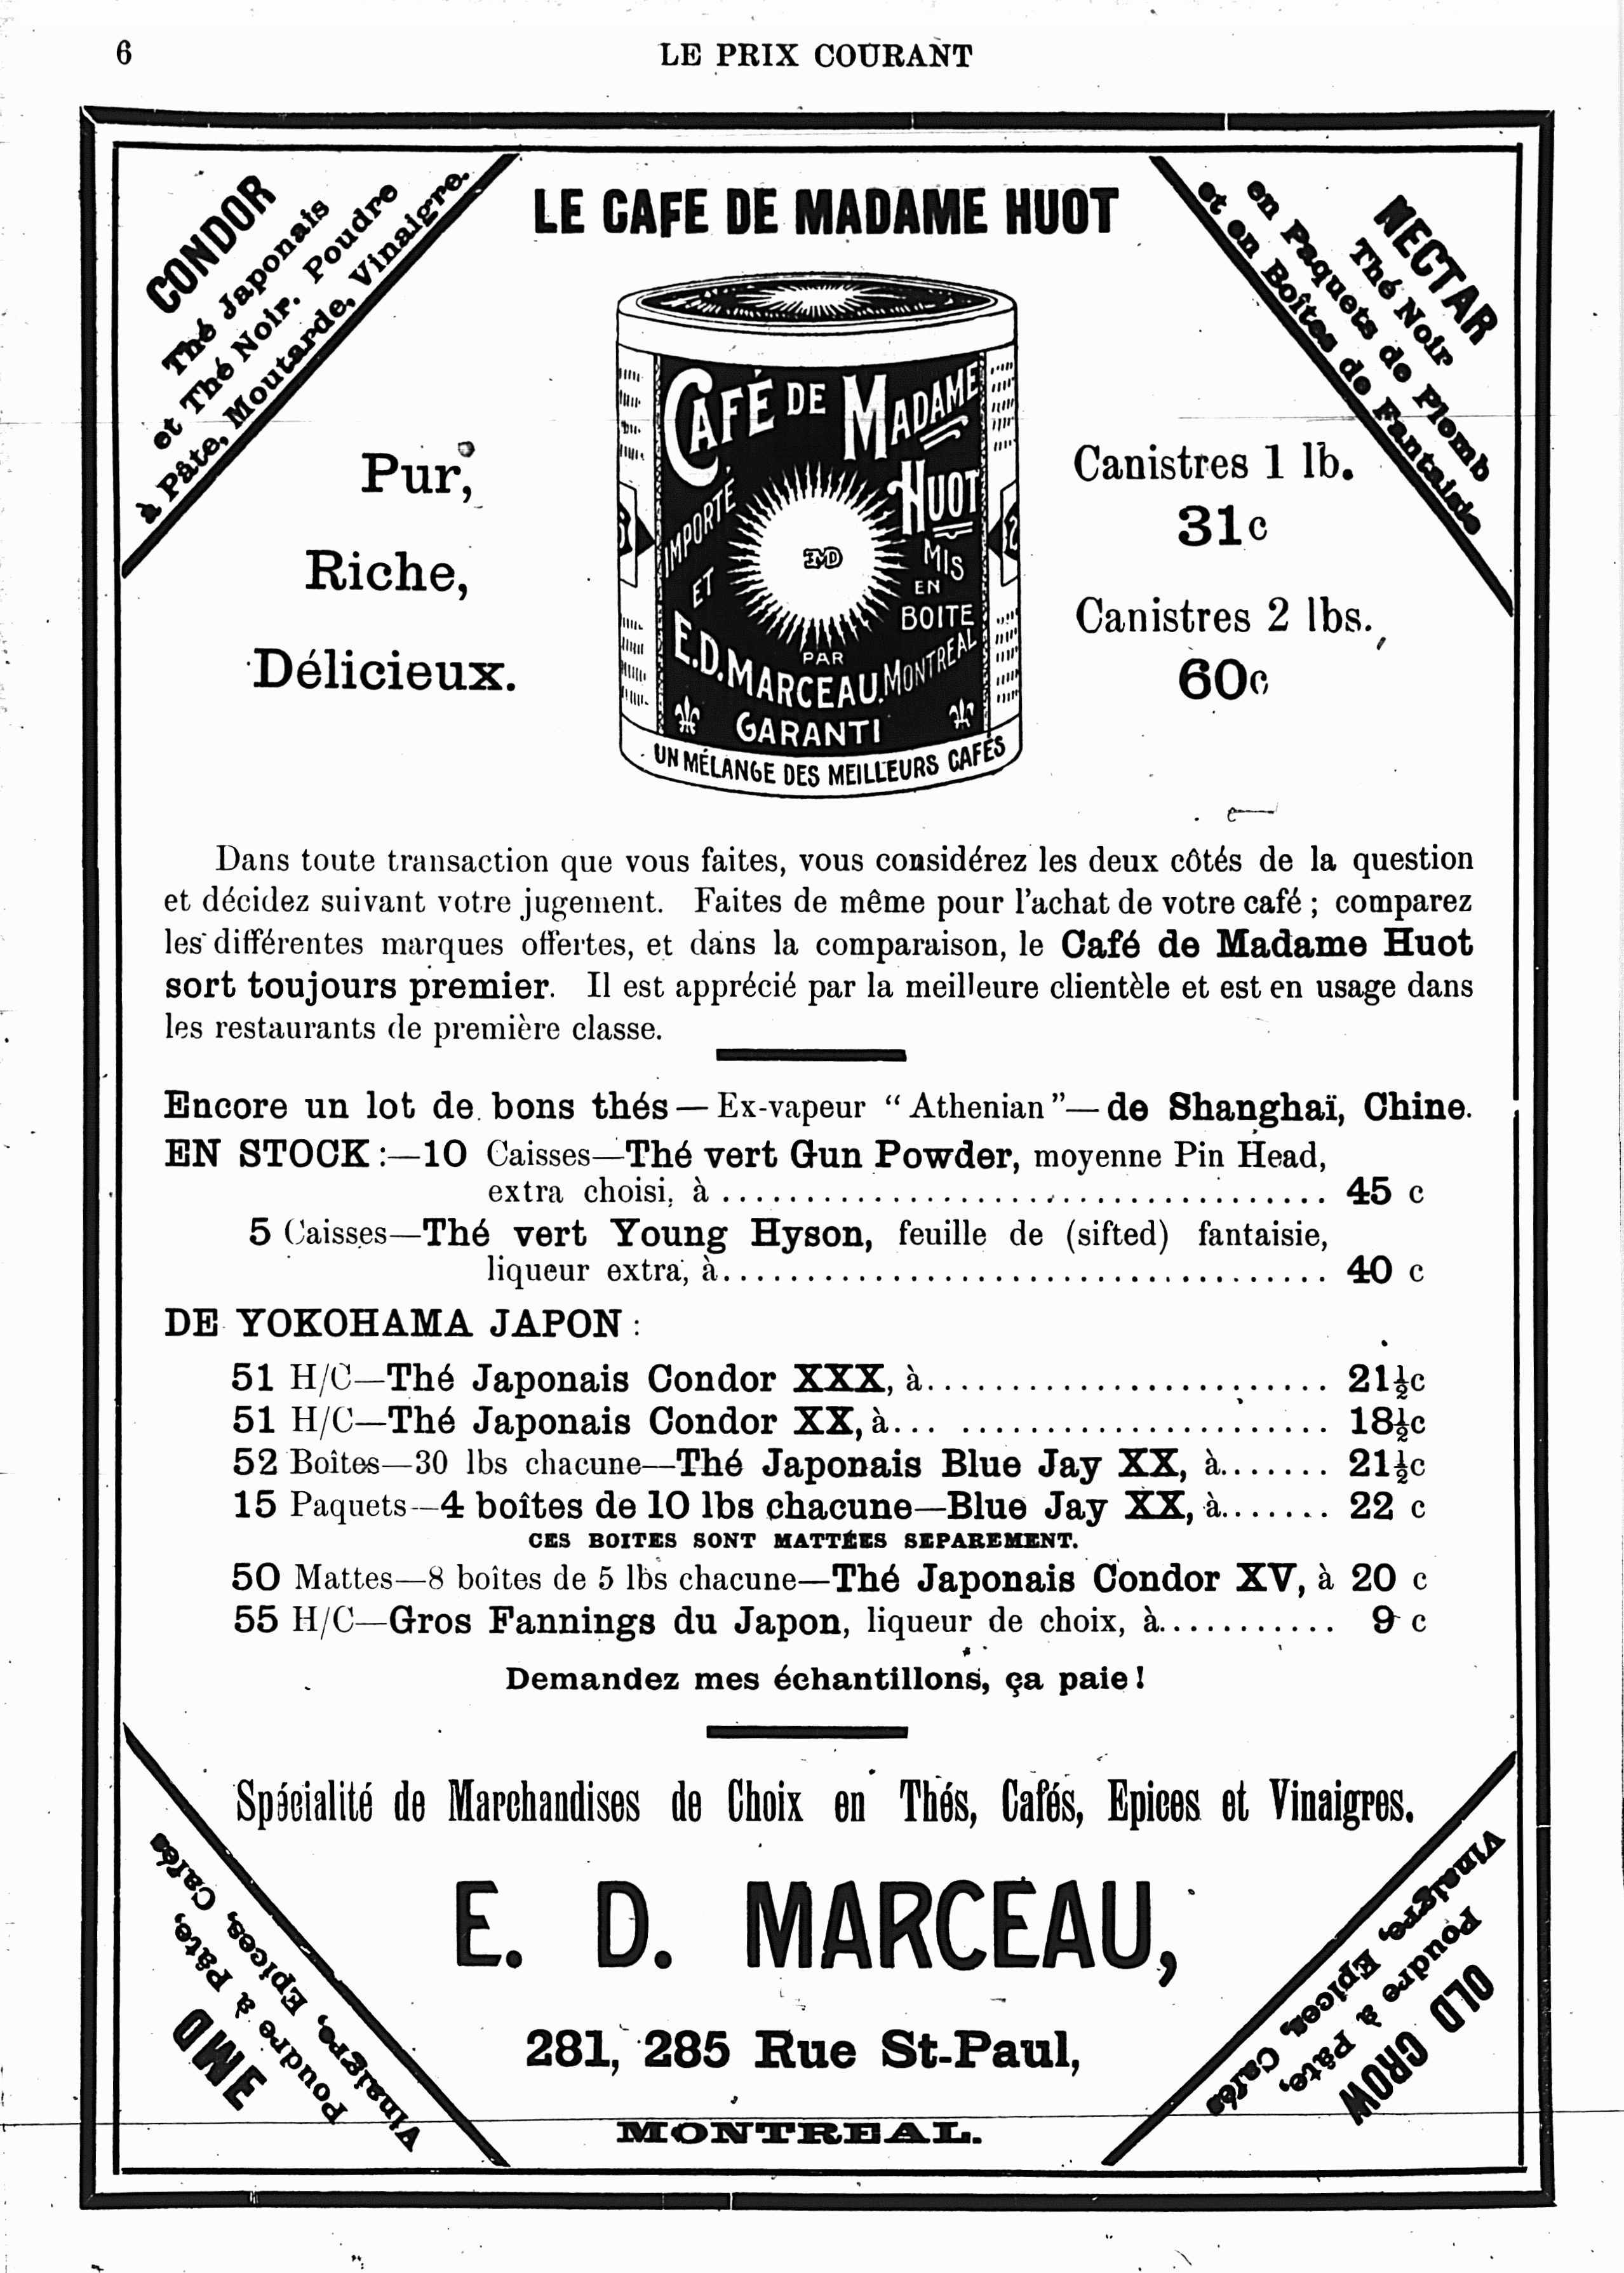 6
LE PRIX COURANT
CONDOR
Thé Japonais
et Thé Noir. Poudre
à Pâte, Moutarde, Vinaigre.
LE CAFE DE MADAME HUOT
NECTAR
Thé Noir
en Paquets de Plomb
et en Boîtes de Fantaisie
Pur,
Riche,
Délicieux.
CAFÉ DE MADAME
HUOT
IMPORTÉ
ET
EMD
MIS
EN
BOITE
PAR
E.D. MARCEAU. MONTREAL
GARANTI
UN MÉLANGE DES MEILLEURS CAFÉS
Canistres 1 lb.
31c
Canistres 2 lbs.
60c
Dans toute transaction que vous faites, vous considérez les deux côtés de la question
et décidez suivant votre jugement. Faites de même pour l'achat de votre café ; comparez
les différentes marques offertes, et dans la comparaison, le Café de Madame Huot
sort toujours premier. Il est apprécié par la meilleure clientèle et est en usage dans
les restaurants de première classe.
Encore un lot de bons thés — Ex-vapeur “ Athenian ”— de Shanghaï, Chine.
EN STOCK :—10 Caisses—Thé vert Gun Powder, moyenne Pin Head,
extra choisi, à ..................................... 45 c
5 Caisses—Thé vert Young Hyson, feuille de (sifted) fantaisie,
liqueur extra, à..................................... 40 c
DE YOKOHAMA JAPON :
51 H/C—Thé Japonais Condor XXX, à......................... 21½c
51 H/C—Thé Japonais Condor XX, à... ....................... 18½c
52 Boîtes—30 lbs chacune—Thé Japonais Blue Jay XX, à....... 21½c
15 Paquets—4 boîtes de 10 lbs chacune—Blue Jay XX, à....... 22 c
CES BOITES SONT MATTÉES SEPAREMENT.
50 Mattes—8 boîtes de 5 lbs chacune—Thé Japonais Condor XV, à 20 c
55 H/C—Gros Fannings du Japon, liqueur de choix, à........... 9 c
Demandez mes échantillons, ça paie !
Spécialité de Marchandises de Choix en Thés, Cafés, Epices et Vinaigres.
E. D. MARCEAU,
281, 285 Rue St-Paul,
MONTREAL.
EMD
Poudre à Pâte,
Vinaigre, Epices, Cafés
OLD CROW
Poudre à Pâte,
Vinaigre, Epices, Cafés